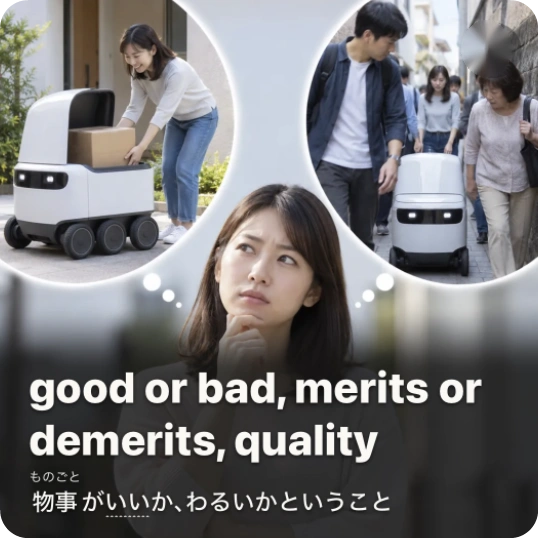 good or bad, merits or
demerits, quality
ものごと
物事がいいか、わるいかということ